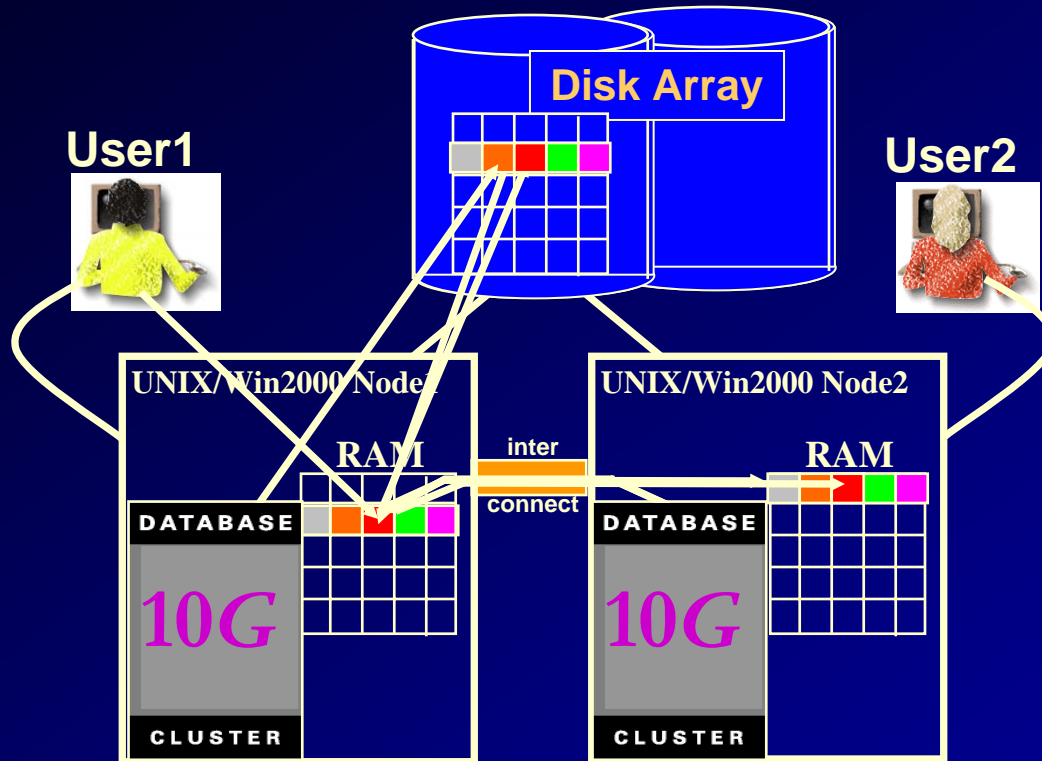 Disk Array
User1
User2
UNIX/Win2000 Node1
UNIX/Win2000 Node2
RAM
inter
connect
RAM
DATABASE
10G
CLUSTER
DATABASE
10G
CLUSTER